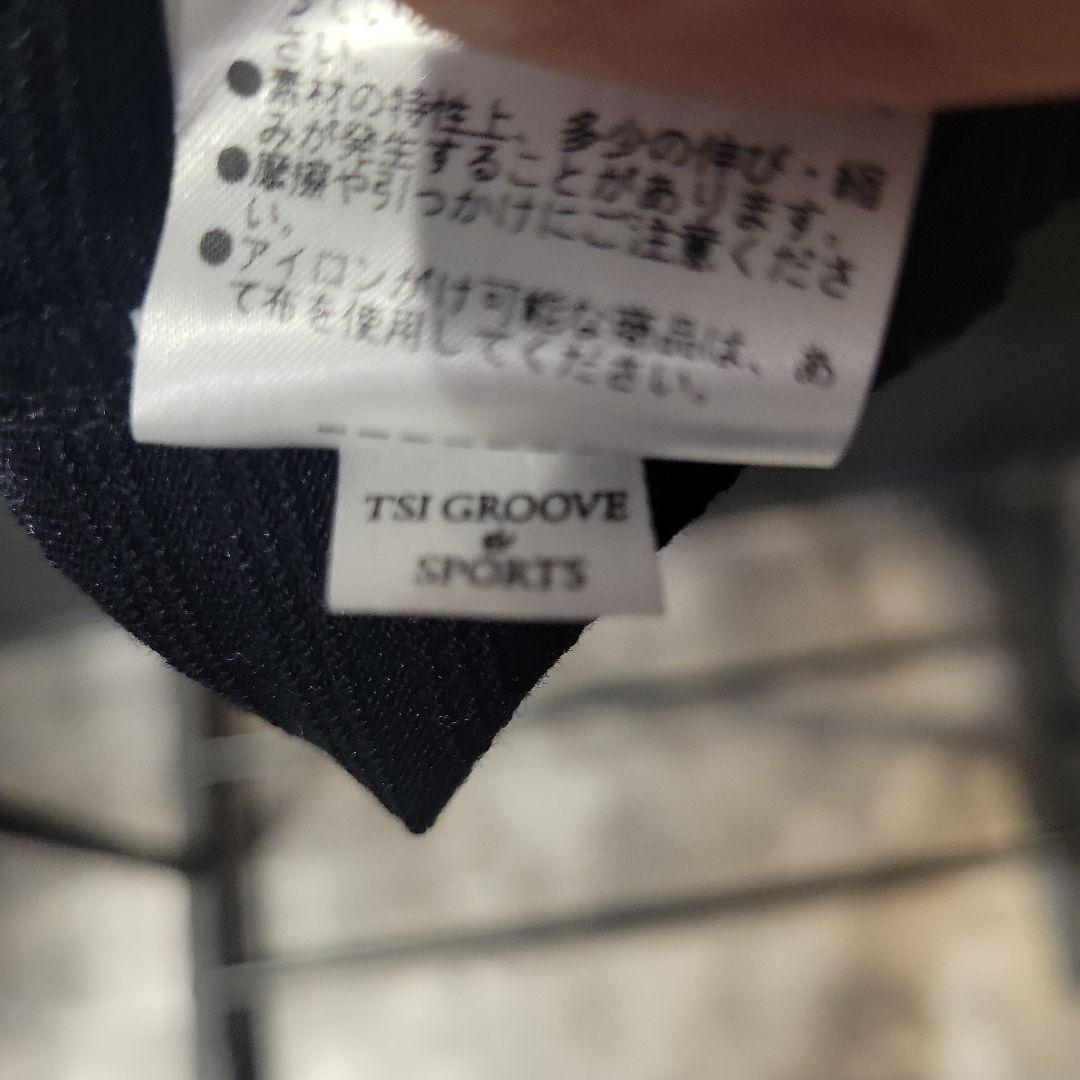 さい。
●素材の特性上、多少の伸び・縮
みが発生することがあります。
●摩擦や引っかけにご注意くださ
い。
●アイロンがけ可能な商品は、あ
て布を使用してください。
TSI GROOVE
&
SPORTS